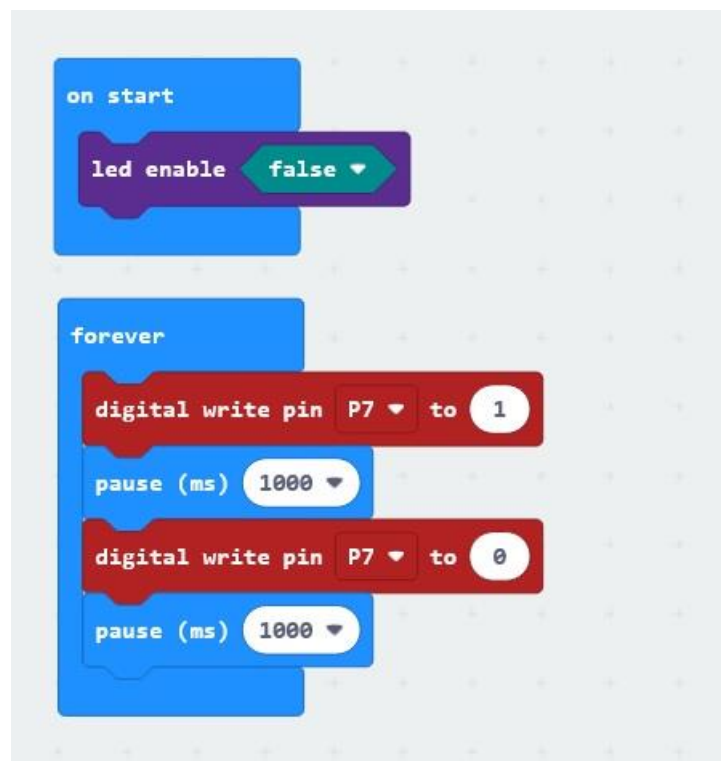 on start
led enable false
forever
digital write pin P7 to 1
pause (ms) 1000
digital write pin P7 to 0
pause (ms) 1000